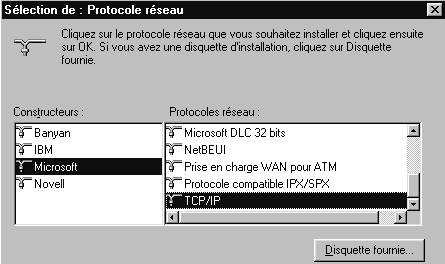 Sélection de : Protocole réseau
Cliquez sur le protocole réseau que vous souhaitez installer et cliquez ensuite
sur OK. Si vous avez une disquette d'installation, cliquez sur Disquette
fournie.
Constructeurs :
Banyan
IBM
Microsoft
Novell
Protocoles réseau :
Microsoft DLC 32 bits
NetBEUI
Prise en charge WAN pour ATM
Protocole compatible IPX/SPX
TCP/IP
Disquette fournie...